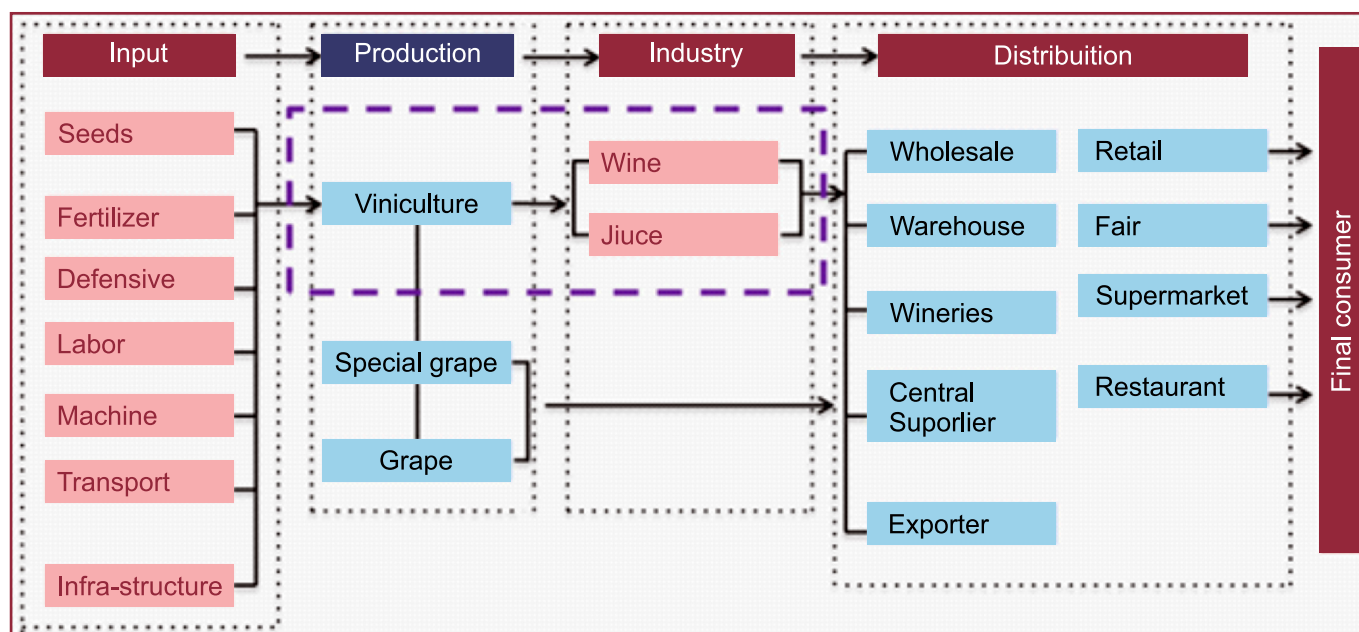 Input
Production
Industry
Distribuition
Seeds
Fertilizer
Defensive
Labor
Machine
Transport
Infra-structure
Viniculture
Special grape
Grape
Wine
Jiuce
Wholesale
Warehouse
Wineries
Central
Suporlier
Exporter
Retail
Fair
Supermarket
Restaurant
Final consumer